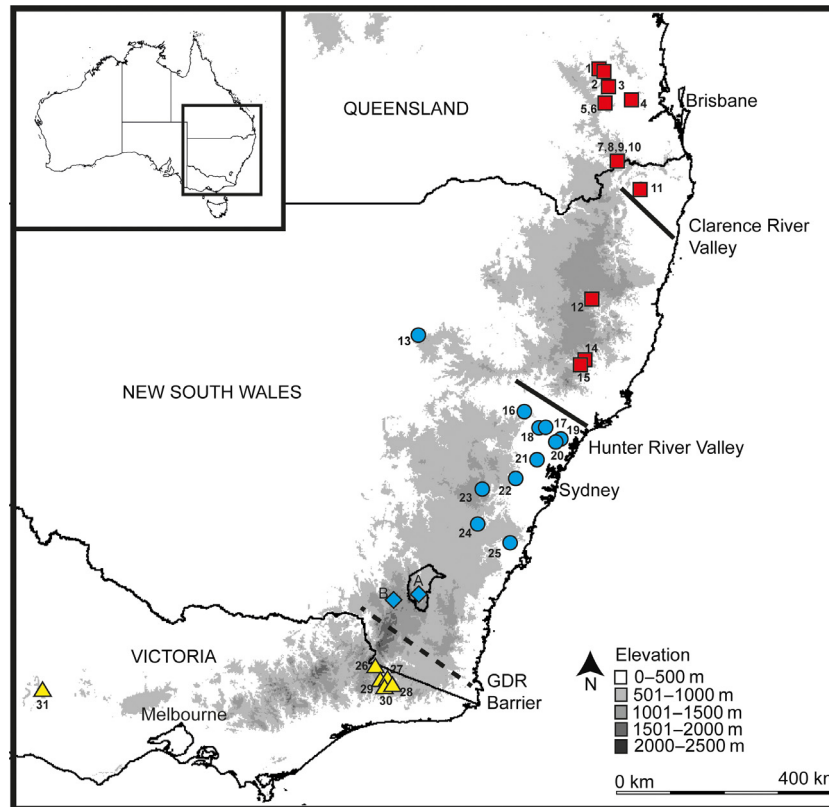 QUEENSLAND
1
2
3
5,6
4
Brisbane
7,8,9,10
11
Clarence River
Valley
12
13
14
15
NEW SOUTH WALES
16
17
18
19
20
Hunter River Valley
21
22
23
Sydney
24
25
A
B
VICTORIA
26
27
28
29
30
GDR
Barrier
31
Melbourne
N
Elevation
0–500 m
501–1000 m
1001–1500 m
1501–2000 m
2000–2500 m
0 km
400 km